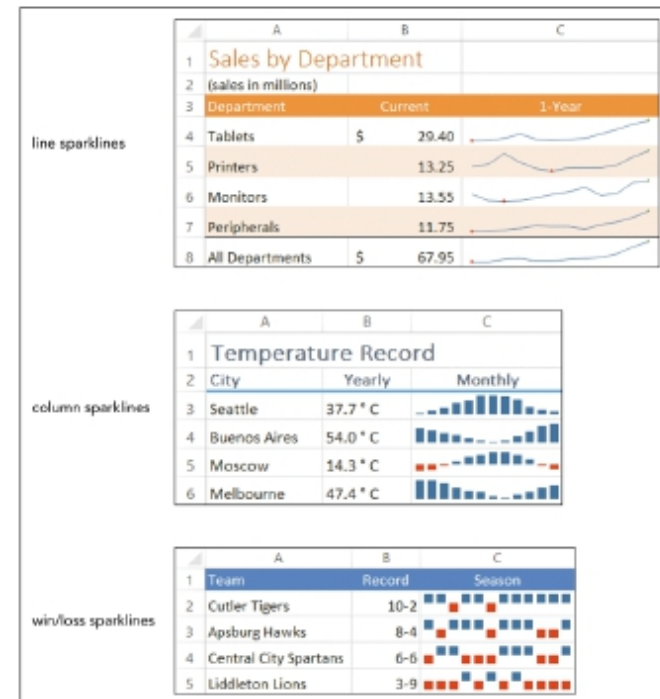 line sparklines
A B C
1 Sales by Department
2 (sales in millions)
3 Department Current 1-Year
4 Tablets $ 29.40
5 Printers 13.25
6 Monitors 13.55
7 Peripherals 11.75
8 All Departments $ 67.95
column sparklines
A B C
1 Temperature Record
2 City Yearly Monthly
3 Seattle 37.7 ° C
4 Buenos Aires 54.0 ° C
5 Moscow 14.3 ° C
6 Melbourne 47.4 ° C
win/loss sparklines
A B C
1 Team Record Season
2 Cutler Tigers 10-2
3 Apsburg Hawks 8-4
4 Central City Spartans 6-6
5 Liddleton Lions 3-9